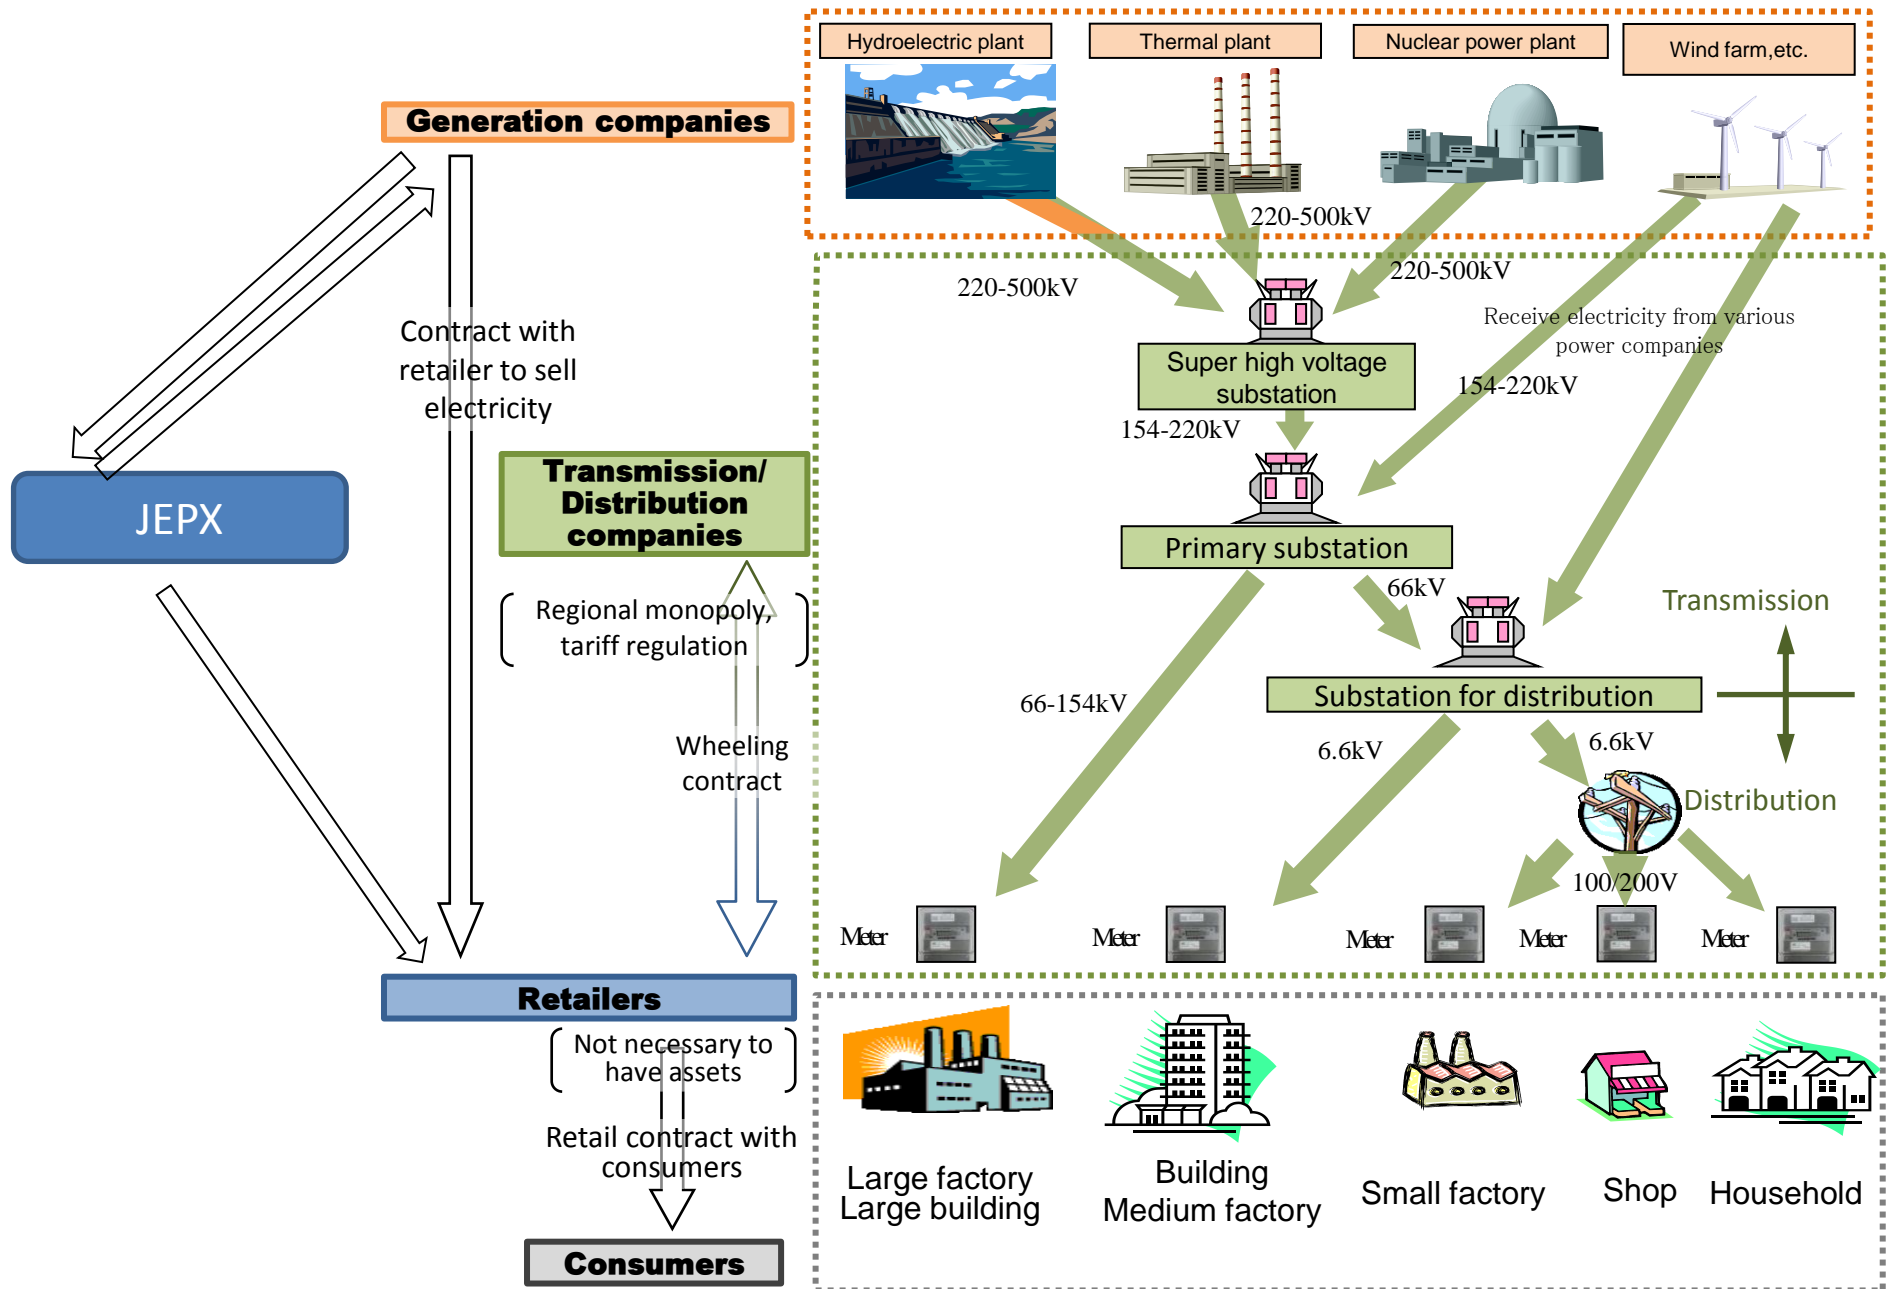 Hydroelectric plant
Thermal plant
Nuclear power plant
Wind farm,etc.
Generation companies
220-500kV
220-500kV
220-500kV
Receive electricity from various
power companies
Contract with
retailer to sell
electricity
Super high voltage
substation
154-220kV
154-220kV
JEPX
Transmission/
Distribution
companies
Primary substation
66kV
Regional monopoly,
tariff regulation
Transmission
66-154kV
Substation for distribution
6.6kV
6.6kV
Wheeling
contract
Distribution
100/200V
Meter
Meter
Meter
Meter
Meter
Retailers
Not necessary to
have assets
Retail contract with
consumers
Large factory
Large building
Building
Medium factory
Small factory
Shop
Household
Consumers